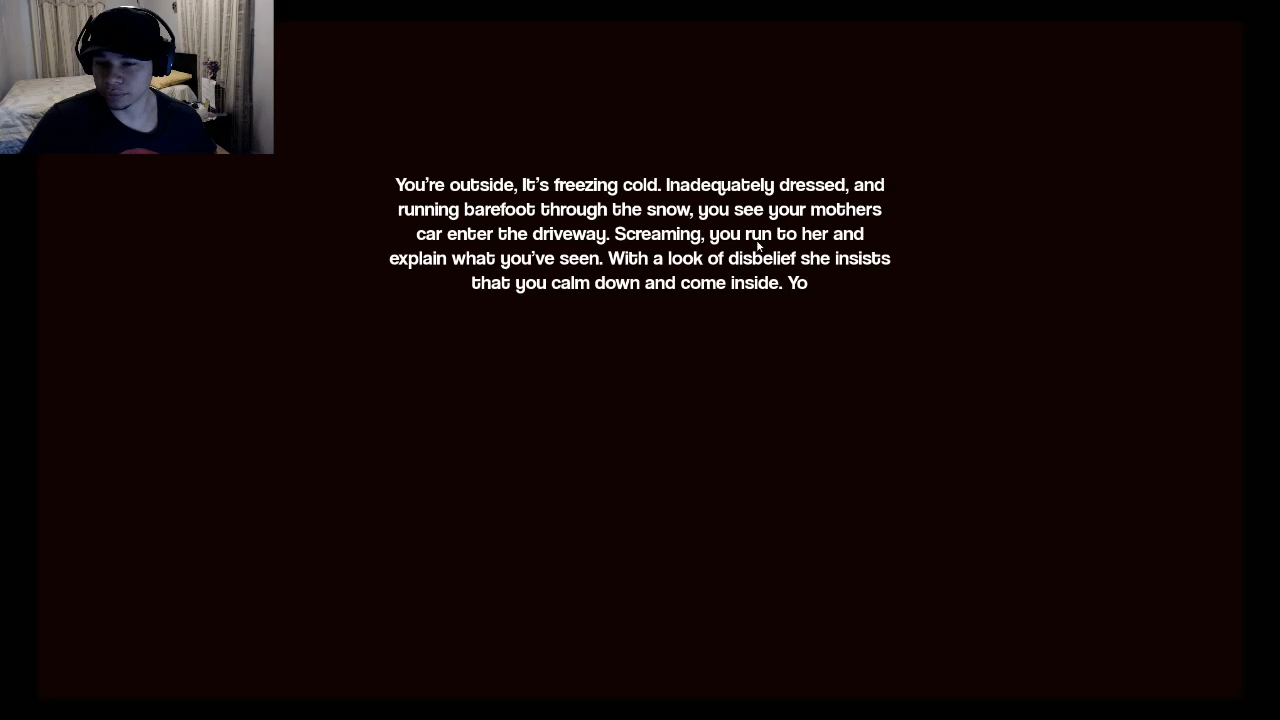 You're outside, It's freezing cold. Inadequately dressed, and
running barefoot through the snow, you see your mothers
car enter the driveway. Screaming, you run to her and
explain what you've seen. With a look of disbelief she insists
that you calm down and come inside. Yo